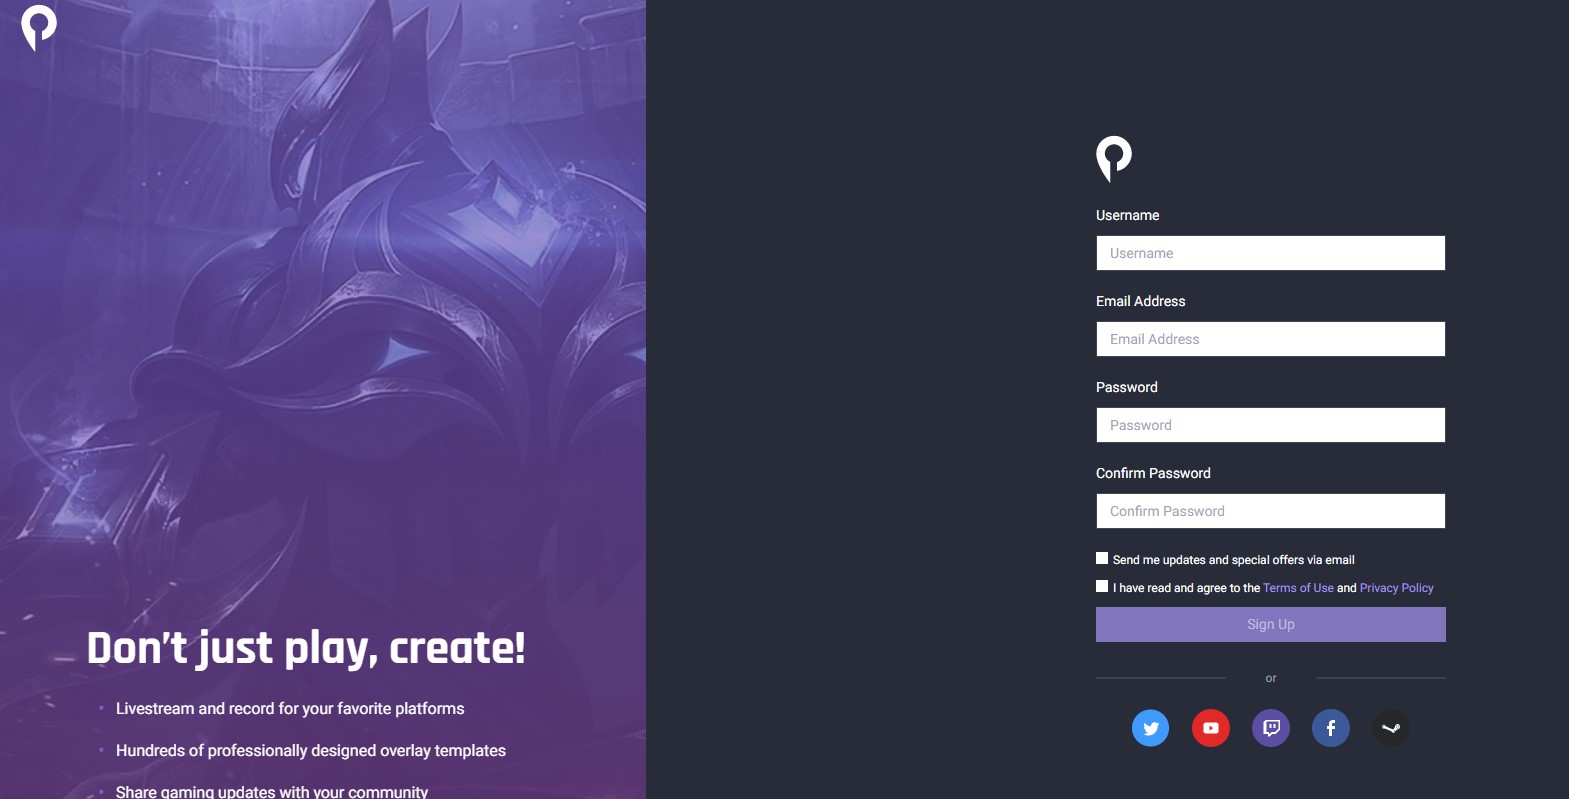 Don't just play, create!
Livestream and record for your favorite platforms
Hundreds of professionally designed overlay templates
Share gaming updates with your community
Username
Username
Email Address
Email Address
Password
Password
Confirm Password
Confirm Password
Send me updates and special offers via email
I have read and agree to the Terms of Use and Privacy Policy
Sign Up
or